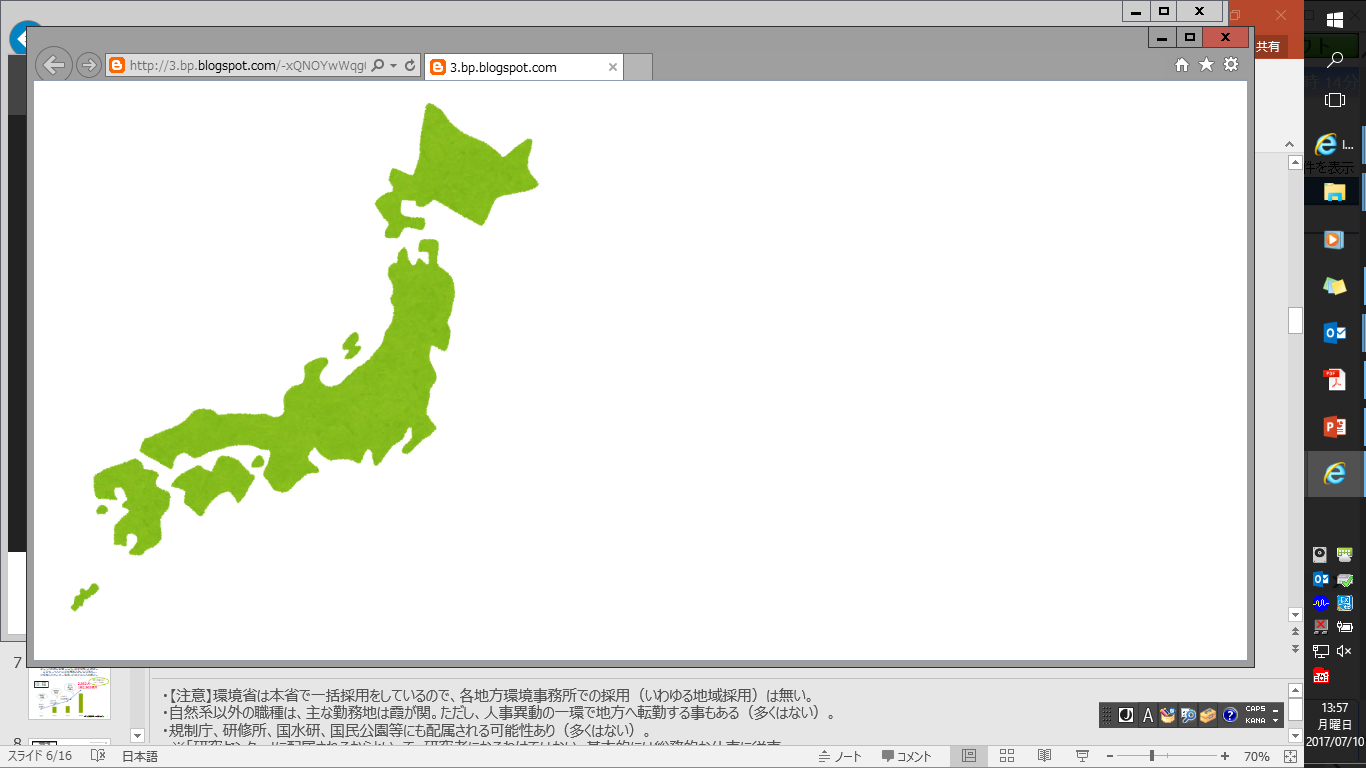 共有
ウト
時 14分
http://3.bp.blogspot.com/-xQNOYwWqg
3.bp.blogspot.com
I...
件を表示
7
・【注意】環境省は本省で一括採用をしているので、各地方環境事務所での採用（いわゆる地域採用）は無い。
・自然系以外の職種は、主な勤務地は霞が関。ただし、人事異動の一環で地方へ転勤する事もある（多くはない）。
・規制庁、研修所、国水研、国民公園等にも配属される可能性あり（多くはない）。
8
A
CAPS
KANA
スライド 6/16
日本語
ノート
コメント
70%
13:57
月曜日
2017/07/10